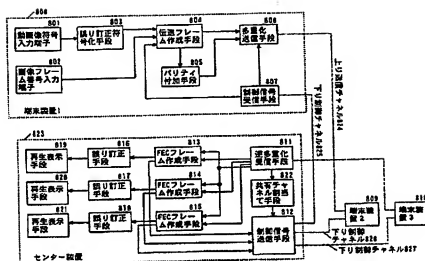 808
801
動画像符号
入力端子
803
誤り訂正符
号化手段
804
伝送フレー
ム作成手段
806
多重化
送信手段
802
画像フレー
ム番号入力
端子
805
パリティ
付加手段
807
制御信号
受信手段
端末装置1
上り送信チャネル824
下り制御チャネル825
823
819
再生表示
手段
816
誤り訂正
手段
813
FECフレー
ム作成手段
811
逆多重化
受信手段
820
再生表示
手段
817
誤り訂正
手段
814
FECフレー
ム作成手段
822
共有チャ
ネル割当
て手段
821
再生表示
手段
818
誤り訂正
手段
815
FECフレー
ム作成手段
812
制御信号
送信手段
809
端末装
置2
810
端末装
置3
センター装置
下り制御
チャネル826
下り制御チャネル827